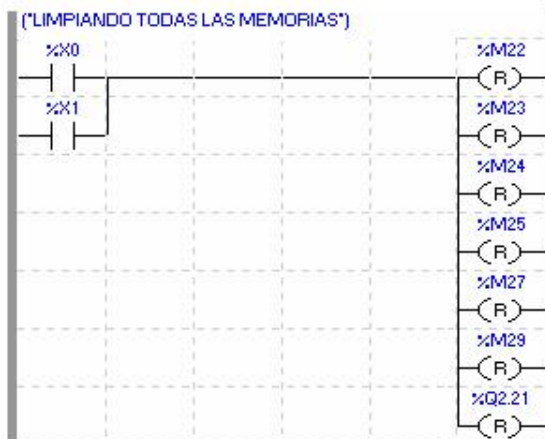 ("LIMPIANDO TODAS LAS MEMORIAS")
%X0 %M22
(R)
%X1 %M23
(R)
%M24
(R)
%M25
(R)
%M27
(R)
%M29
(R)
%Q2.21
(R)